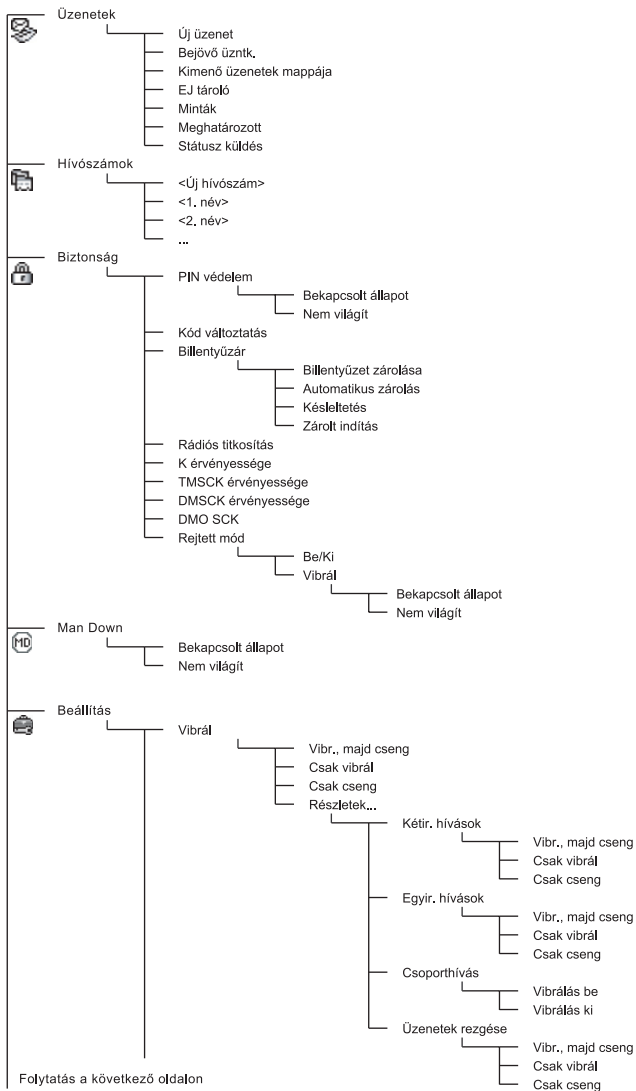 Üzenetek
Új üzenet
Bejövő üzntk.
Kimenő üzenetek mappája
EJ tároló
Minták
Meghatározott
Státusz küldés
Hívószámok
<Új hívószám>
<1. név>
<2. név>
...
Biztonság
PIN védelem
Bekapcsolt állapot
Nem világít
Kód változtatás
Billentyűzár
Billentyűzet zárolása
Automatikus zárolás
Késleltetés
Zárolt indítás
Rádiós titkosítás
K érvényessége
TMSCK érvényessége
DMSCK érvényessége
DMO SCK
Rejtett mód
Be/Ki
Vibrál
Bekapcsolt állapot
Nem világít
Man Down
MD
Bekapcsolt állapot
Nem világít
Beállítás
Vibrál
Vibr., majd cseng
Csak vibrál
Csak cseng
Részletek...
Kétir. hívások
Vibr., majd cseng
Csak vibrál
Csak cseng
Egyir. hívások
Vibr., majd cseng
Csak vibrál
Csak cseng
Csoporthívás
Vibrálás be
Vibrálás ki
Üzenetek rezgése
Vibr., majd cseng
Csak vibrál
Csak cseng
Folytatás a következő oldalon